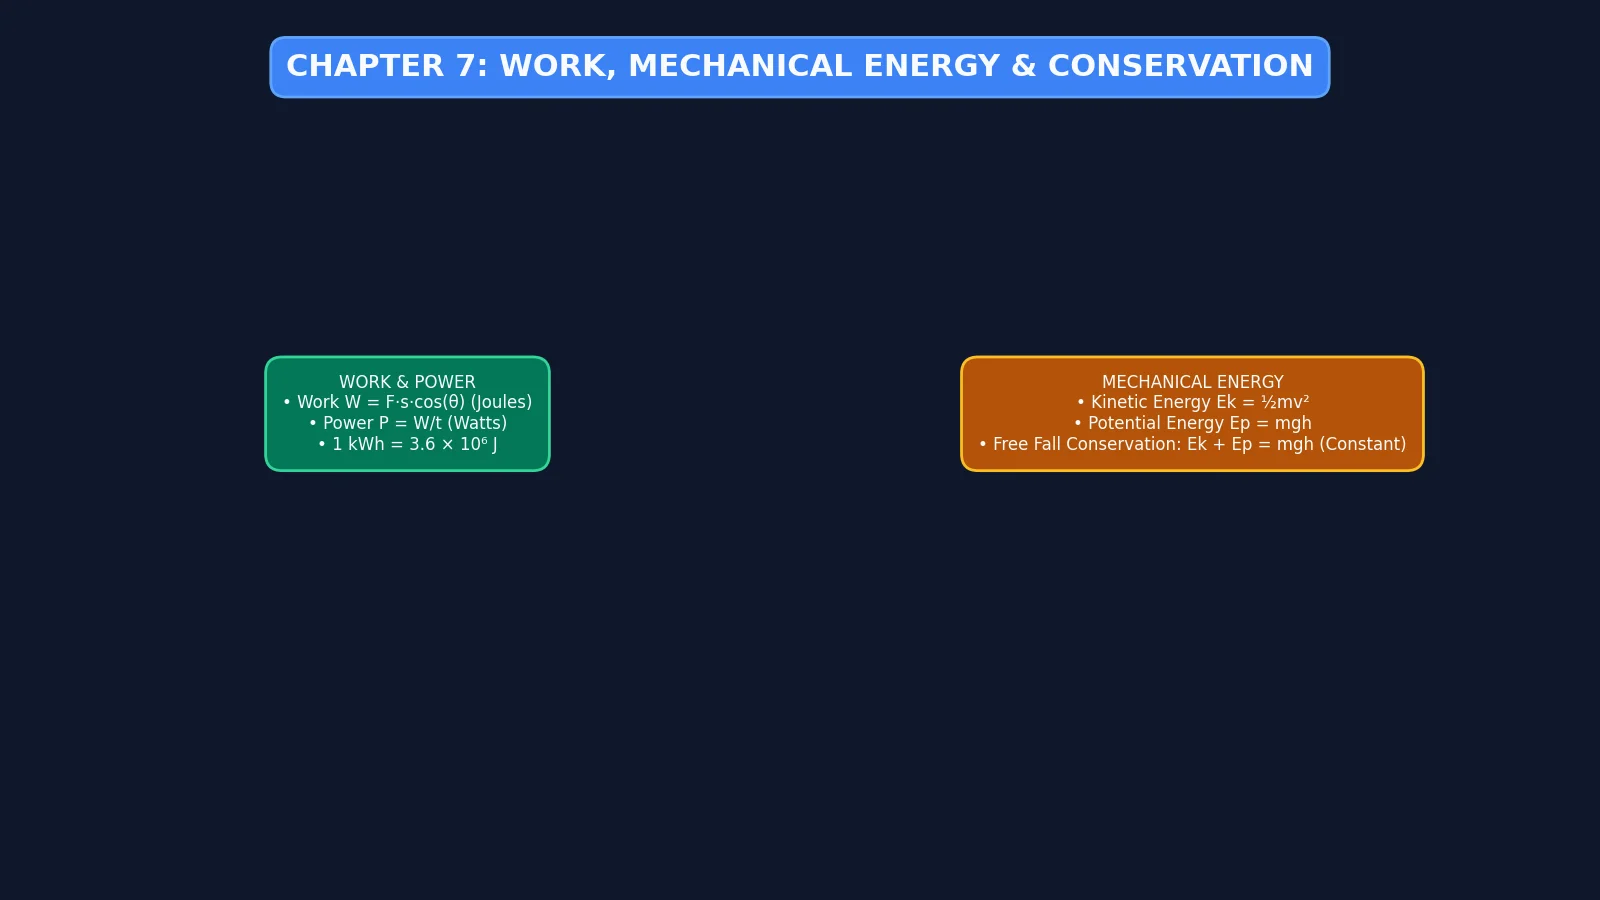 CHAPTER 7: WORK, MECHANICAL ENERGY & CONSERVATION
WORK & POWER
• Work W = F·s·cos(θ) (Joules)
• Power P = W/t (Watts)
• 1 kWh = 3.6 × 10⁶ J
MECHANICAL ENERGY
• Kinetic Energy Ek = ½mv²
• Potential Energy Ep = mgh
• Free Fall Conservation: Ek + Ep = mgh (Constant)